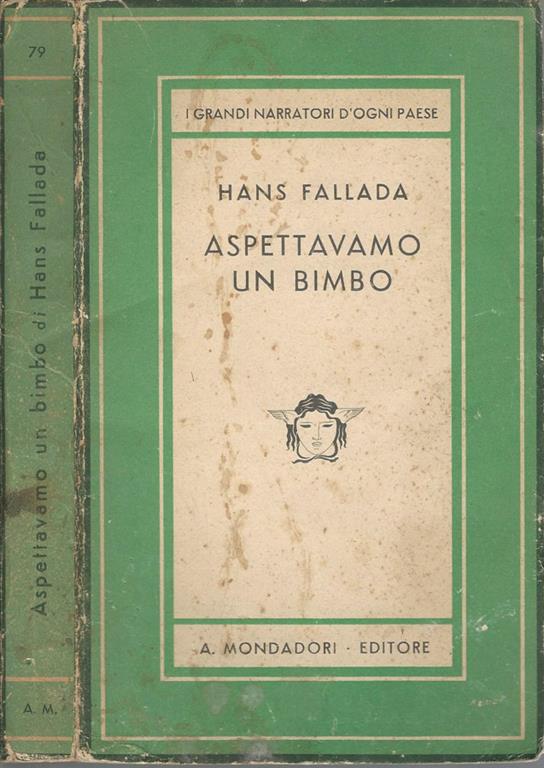 79
Aspettavamo un bimbo di Hans Fallada
A. M.
I GRANDI NARRATORI D'OGNI PAESE
HANS FALLADA
ASPETTAVAMO
UN BIMBO
A. MONDADORI · EDITORE